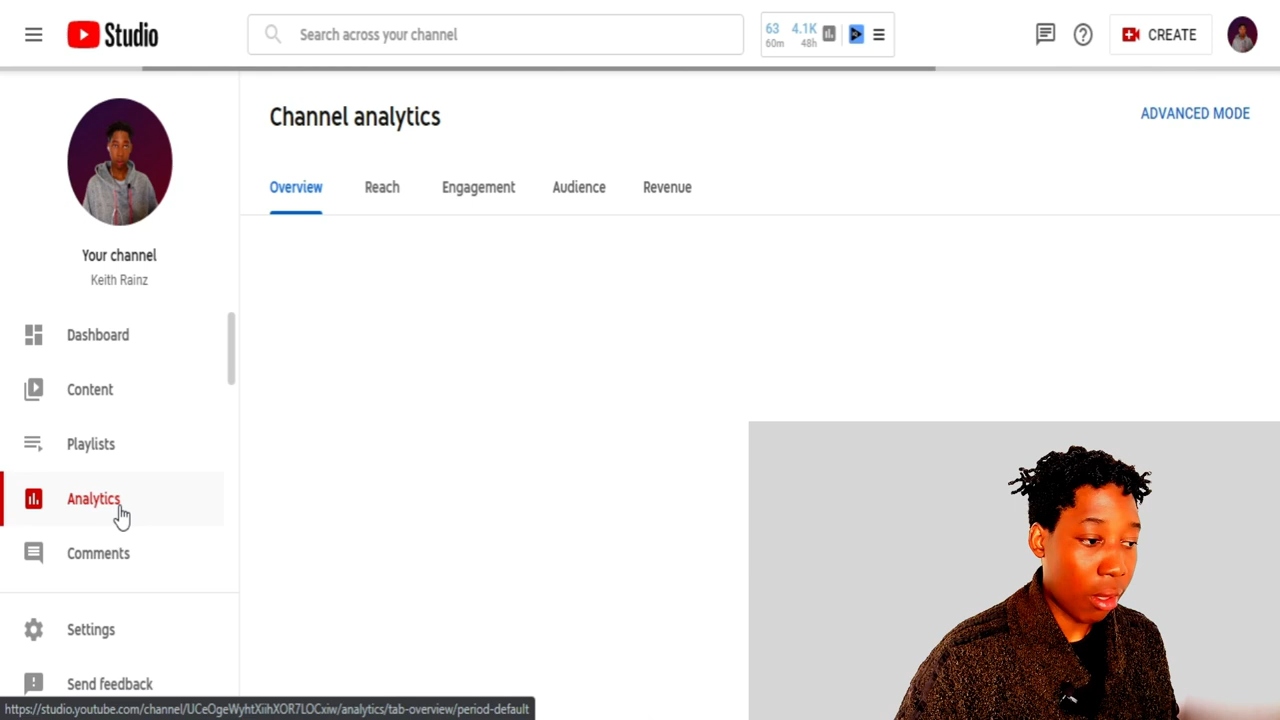 Studio
Search across your channel
63 4.1K
60m 48h
CREATE
Channel analytics
ADVANCED MODE
Overview Reach Engagement Audience Revenue
Your channel
Keith Rainz
Dashboard
Content
Playlists
Analytics
Comments
Settings
Send feedback
https://studio.youtube.com/channel/UCeOgeWyhtXiihXOR7LOCxiw/analytics/tab-overview/period-default